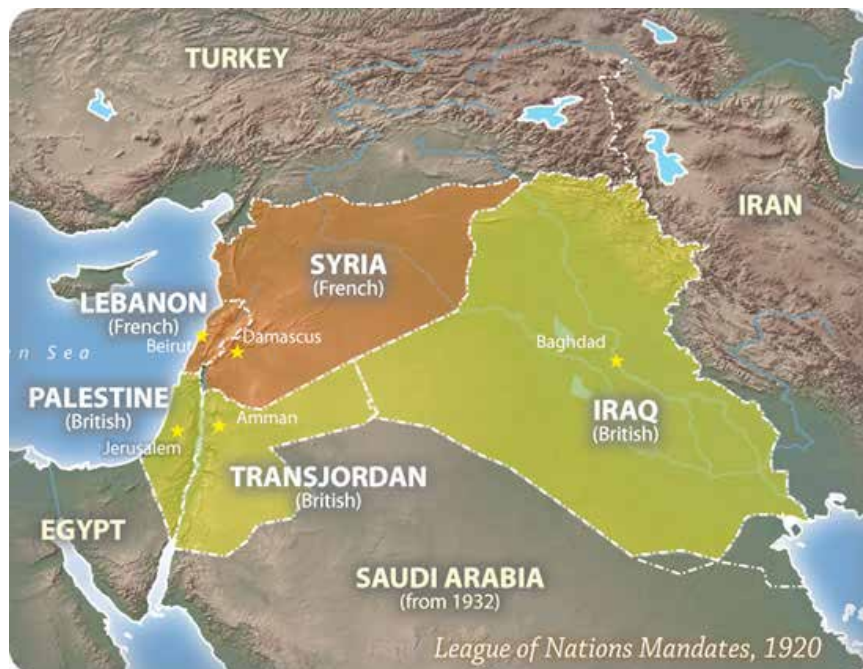 TURKEY
IRAN
SYRIA
(French)
LEBANON
(French)
Beirut
Damascus
n Sea
Baghdad
PALESTINE
(British)
Amman
Jerusalem
IRAQ
(British)
TRANSJORDAN
(British)
EGYPT
SAUDI ARABIA
(from 1932)
League of Nations Mandates, 1920